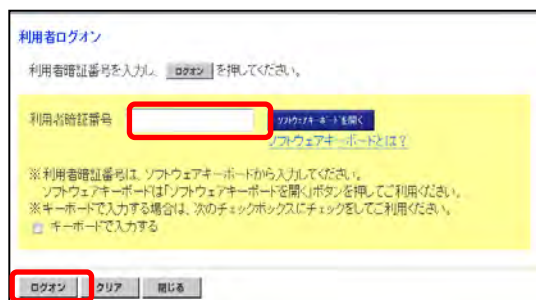 利用者ログオン
利用者暗証番号を入力し、 ログオン を押してください。
利用者暗証番号 ソフトウェアキーボードを開く
ソフトウェアキーボードとは?
※利用者暗証番号は、ソフトウェアキーボードから入力してください。
ソフトウェアキーボードは「ソフトウェアキーボードを開く」ボタンを押してご利用ください。
※キーボードで入力する場合は、次のチェックボックスにチェックをしてご利用ください。
キーボードで入力する
ログオン クリア 閉じる